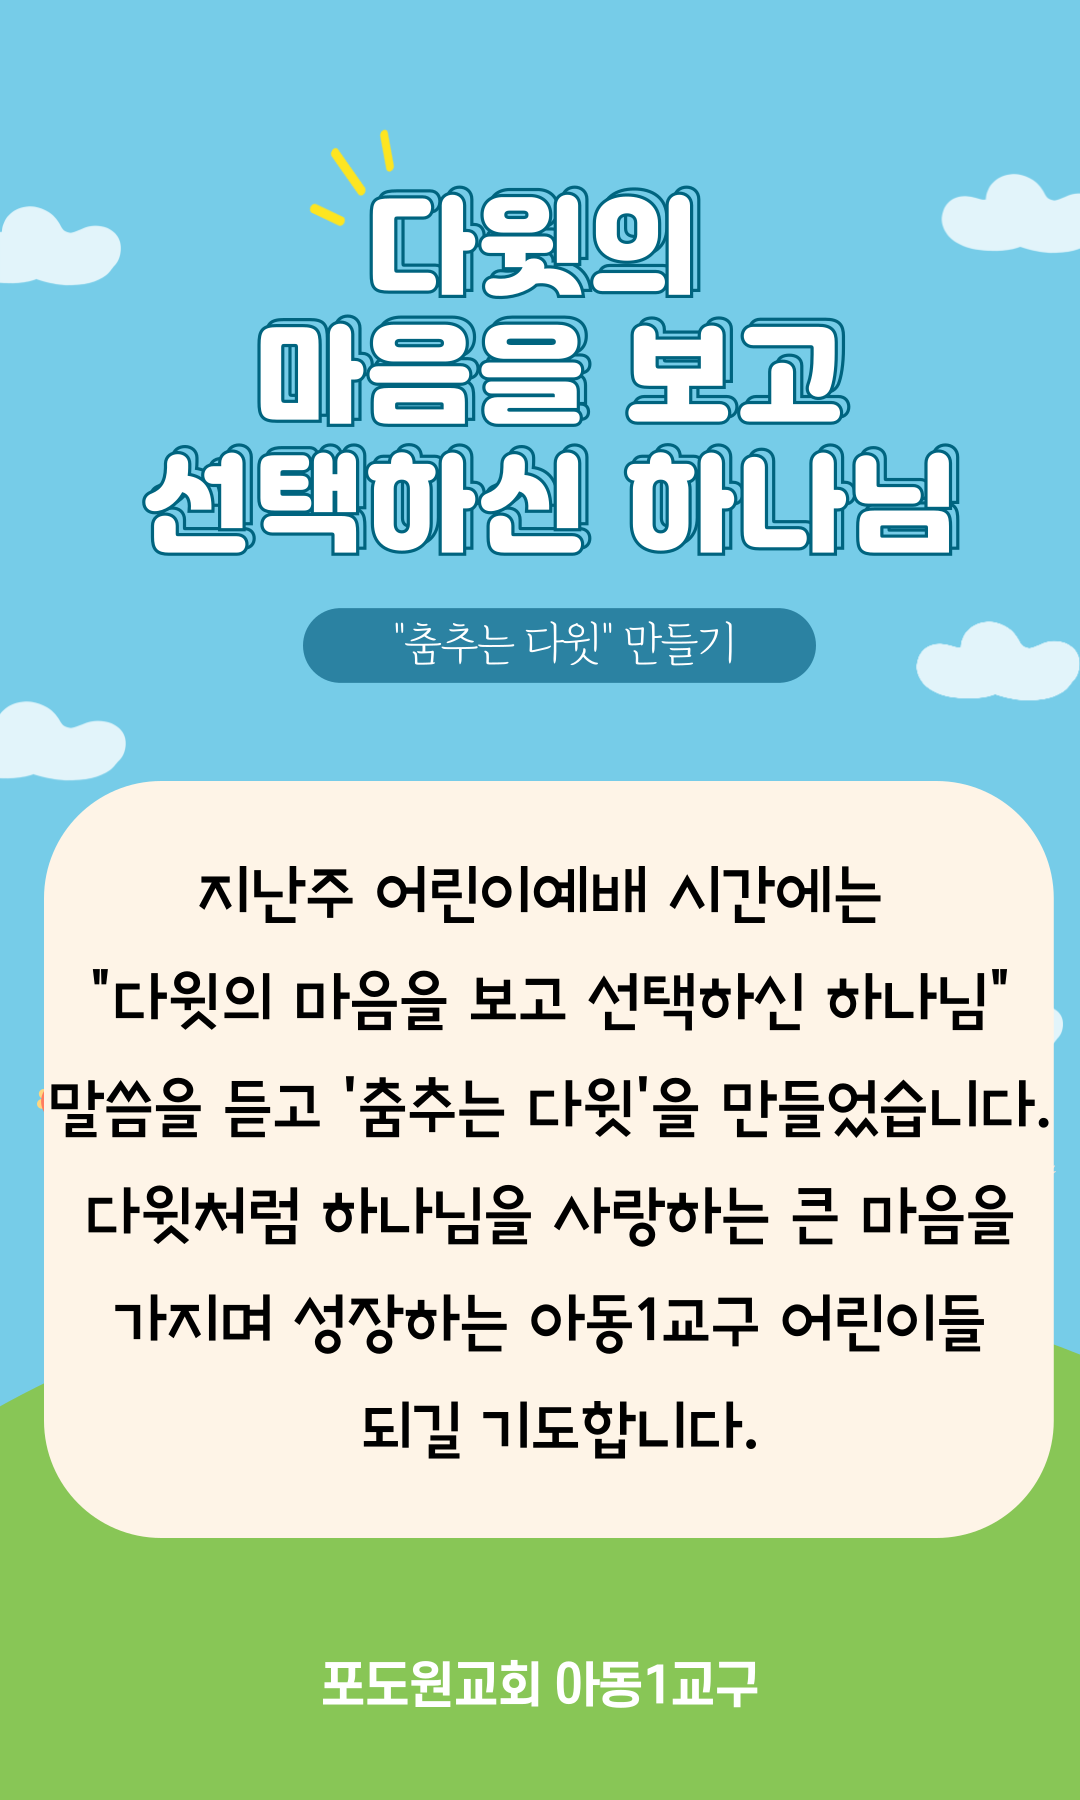 다윗의
마음을 보고
선택하신 하나님
"춤추는 다윗" 만들기
지난주 어린이예배 시간에는
"다윗의 마음을 보고 선택하신 하나님"
말씀을 듣고 '춤추는 다윗'을 만들었습니다.
다윗처럼 하나님을 사랑하는 큰 마음을
가지며 성장하는 아동1교구 어린이들
되길 기도합니다.
포도원교회 아동1교구